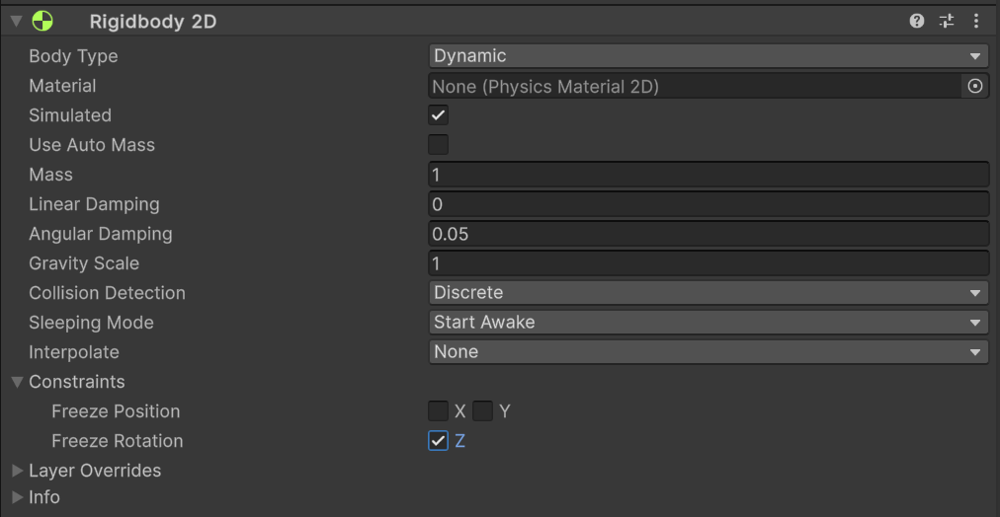 Rigidbody 2D
Body Type Dynamic
Material None (Physics Material 2D)
Simulated
Use Auto Mass
Mass 1
Linear Damping 0
Angular Damping 0.05
Gravity Scale 1
Collision Detection Discrete
Sleeping Mode Start Awake
Interpolate None
Constraints
Freeze Position X Y
Freeze Rotation Z
Layer Overrides
Info